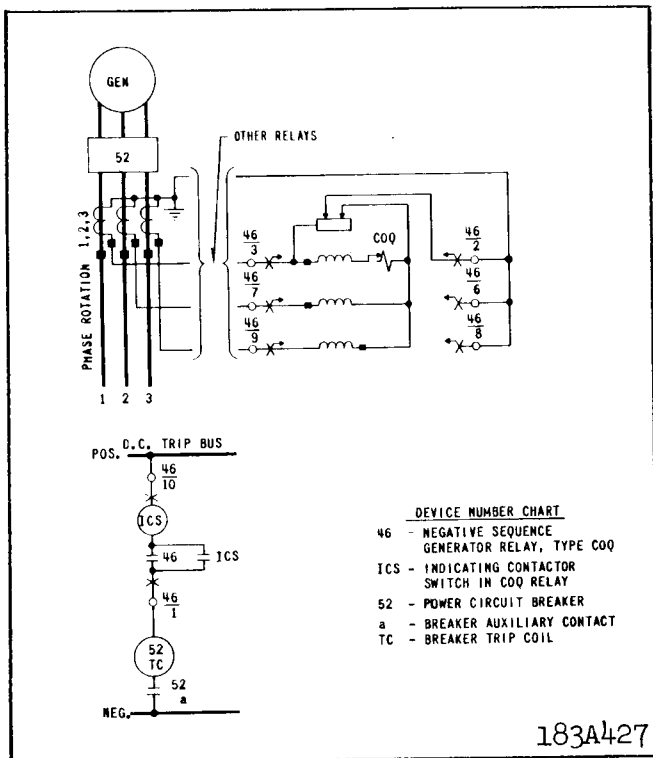 GEN
52
OTHER RELAYS
PHASE ROTATION 1,2,3
46
3
COQ
46
2
46
7
46
6
46
9
46
8
1 2 3
D.C. TRIP BUS
POS.
46
10
ICS
46 ICS
46
1
52
TC
52
a
NEG.
DEVICE NUMBER CHART
46 - NEGATIVE SEQUENCE
GENERATOR RELAY, TYPE COQ
ICS - INDICATING CONTACTOR
SWITCH IN COQ RELAY
52 - POWER CIRCUIT BREAKER
a - BREAKER AUXILIARY CONTACT
TC - BREAKER TRIP COIL
183A427